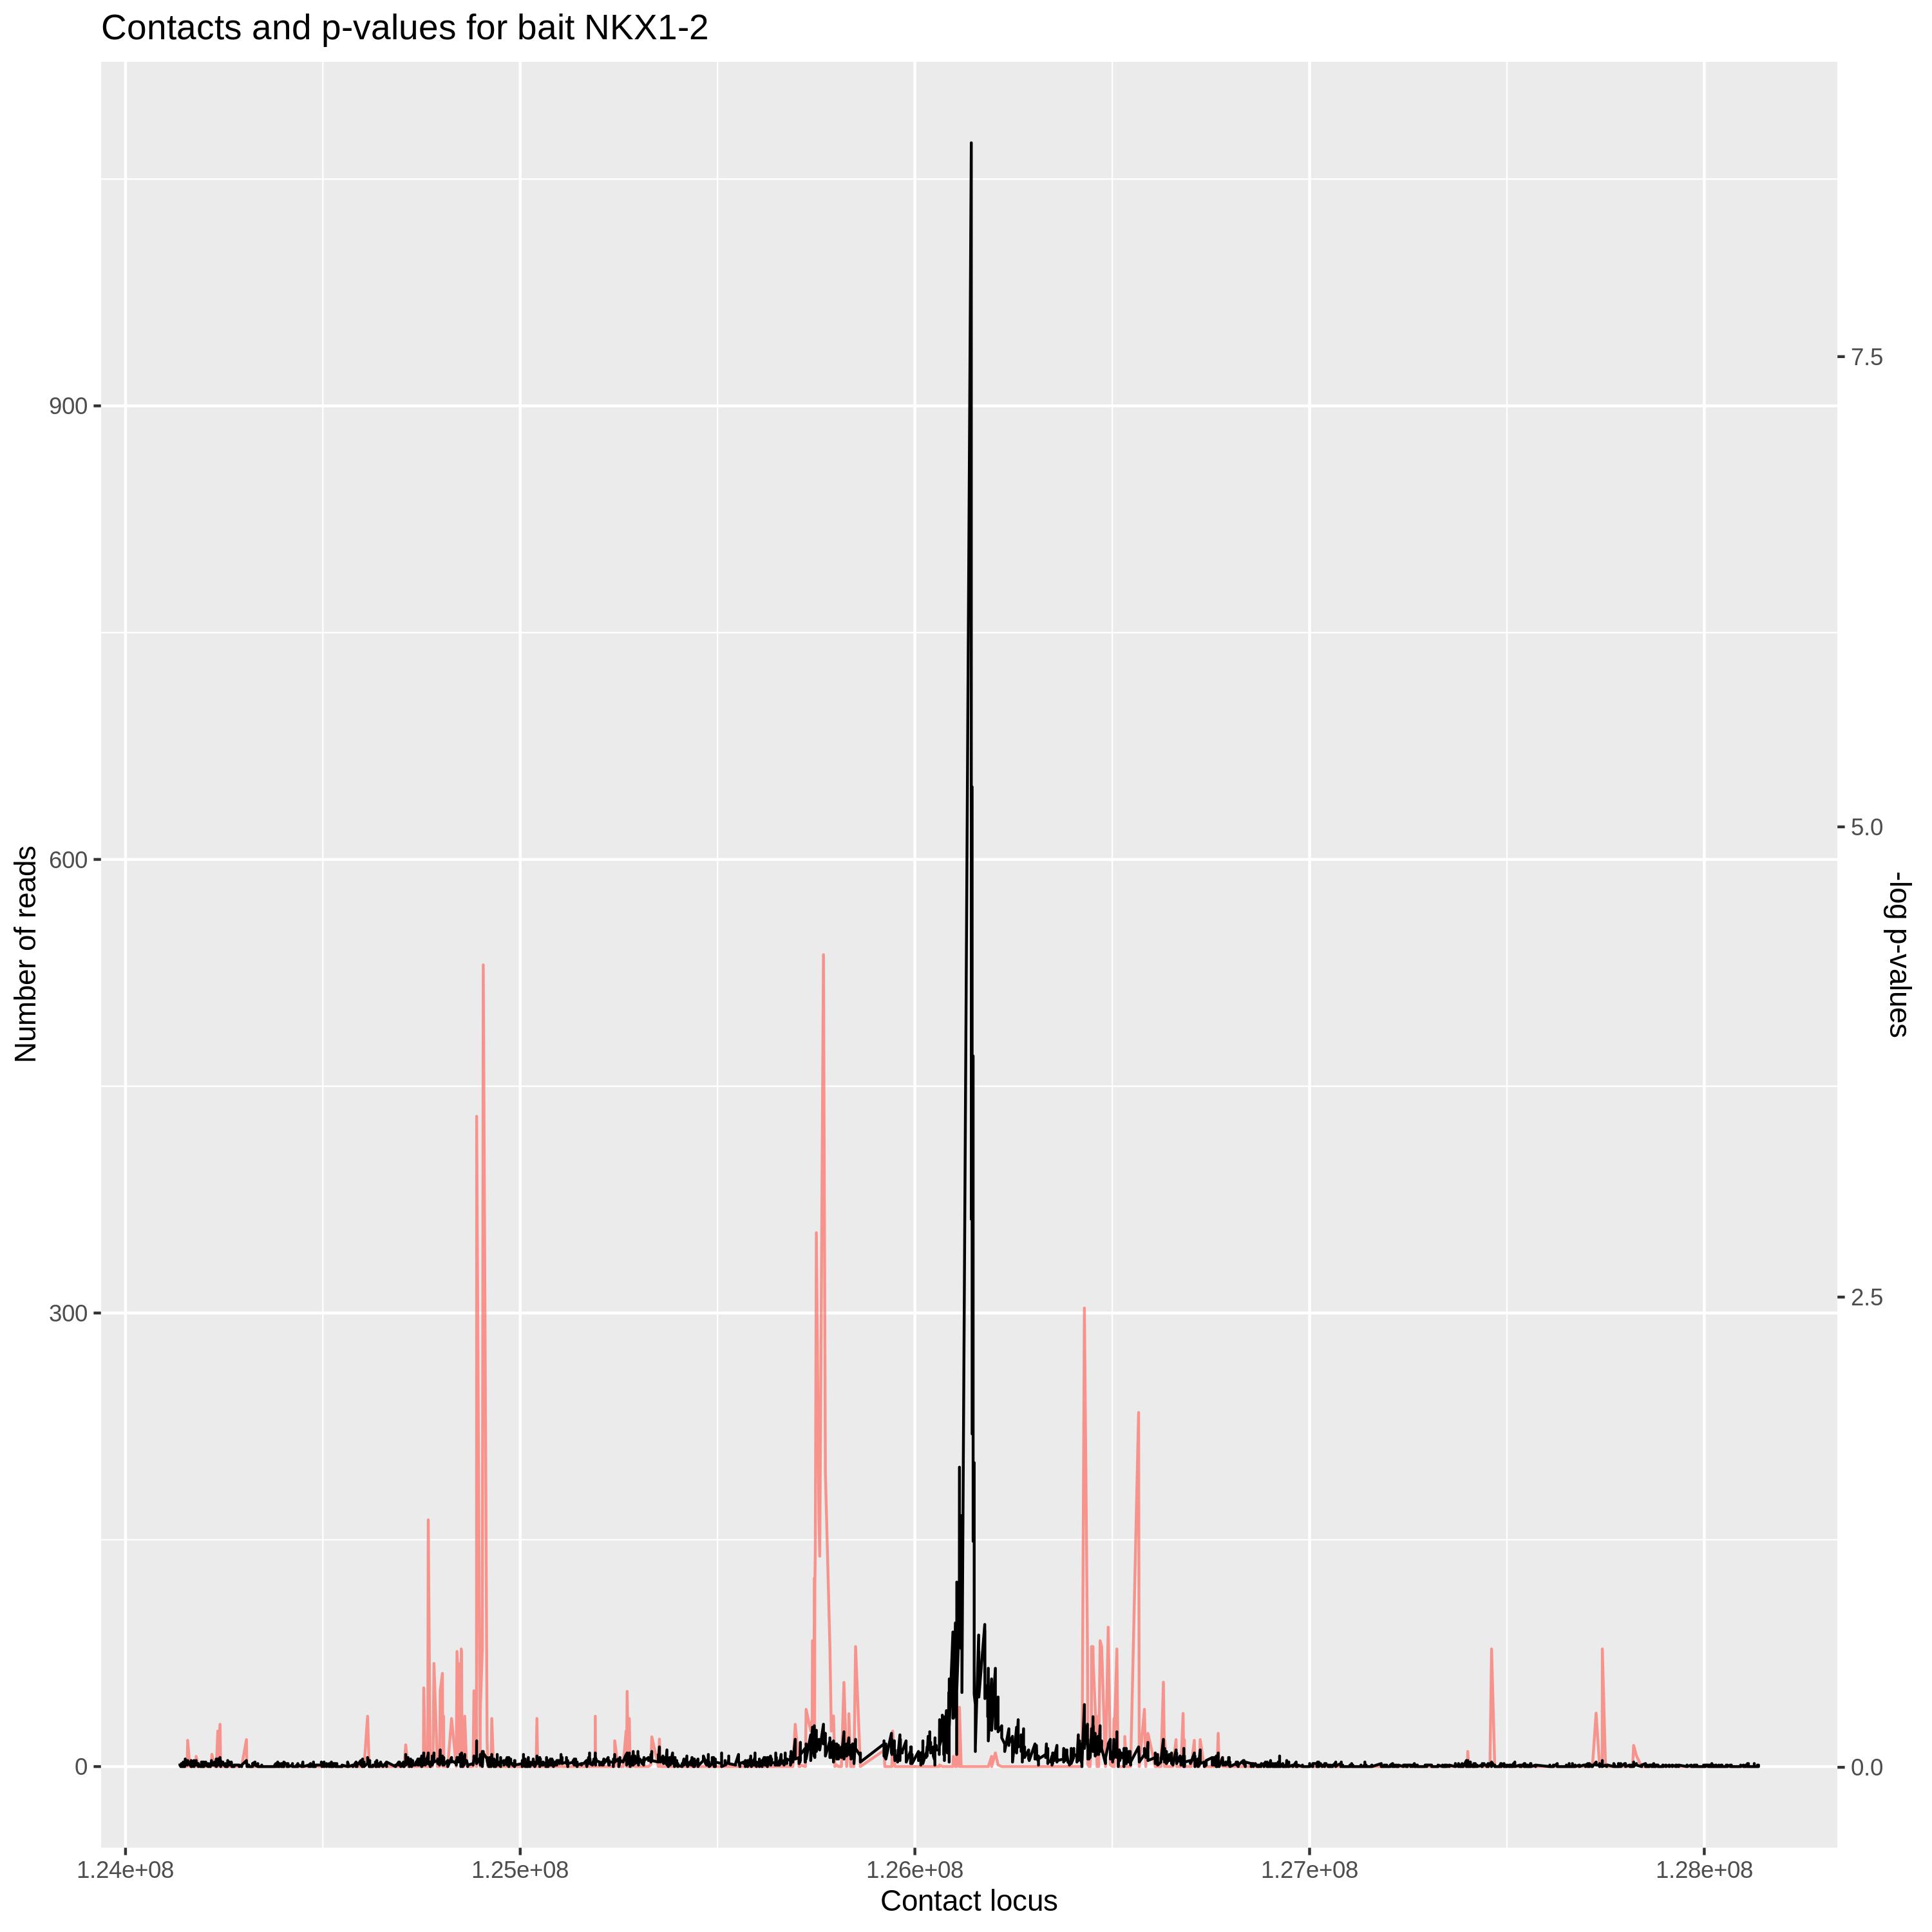 Contacts and p-values for bait NKX1-2
Number of reads
900
600
300
0
7.5
5.0
2.5
0.0
-log p-values
1.24e+08
1.25e+08
1.26e+08
1.27e+08
1.28e+08
Contact locus